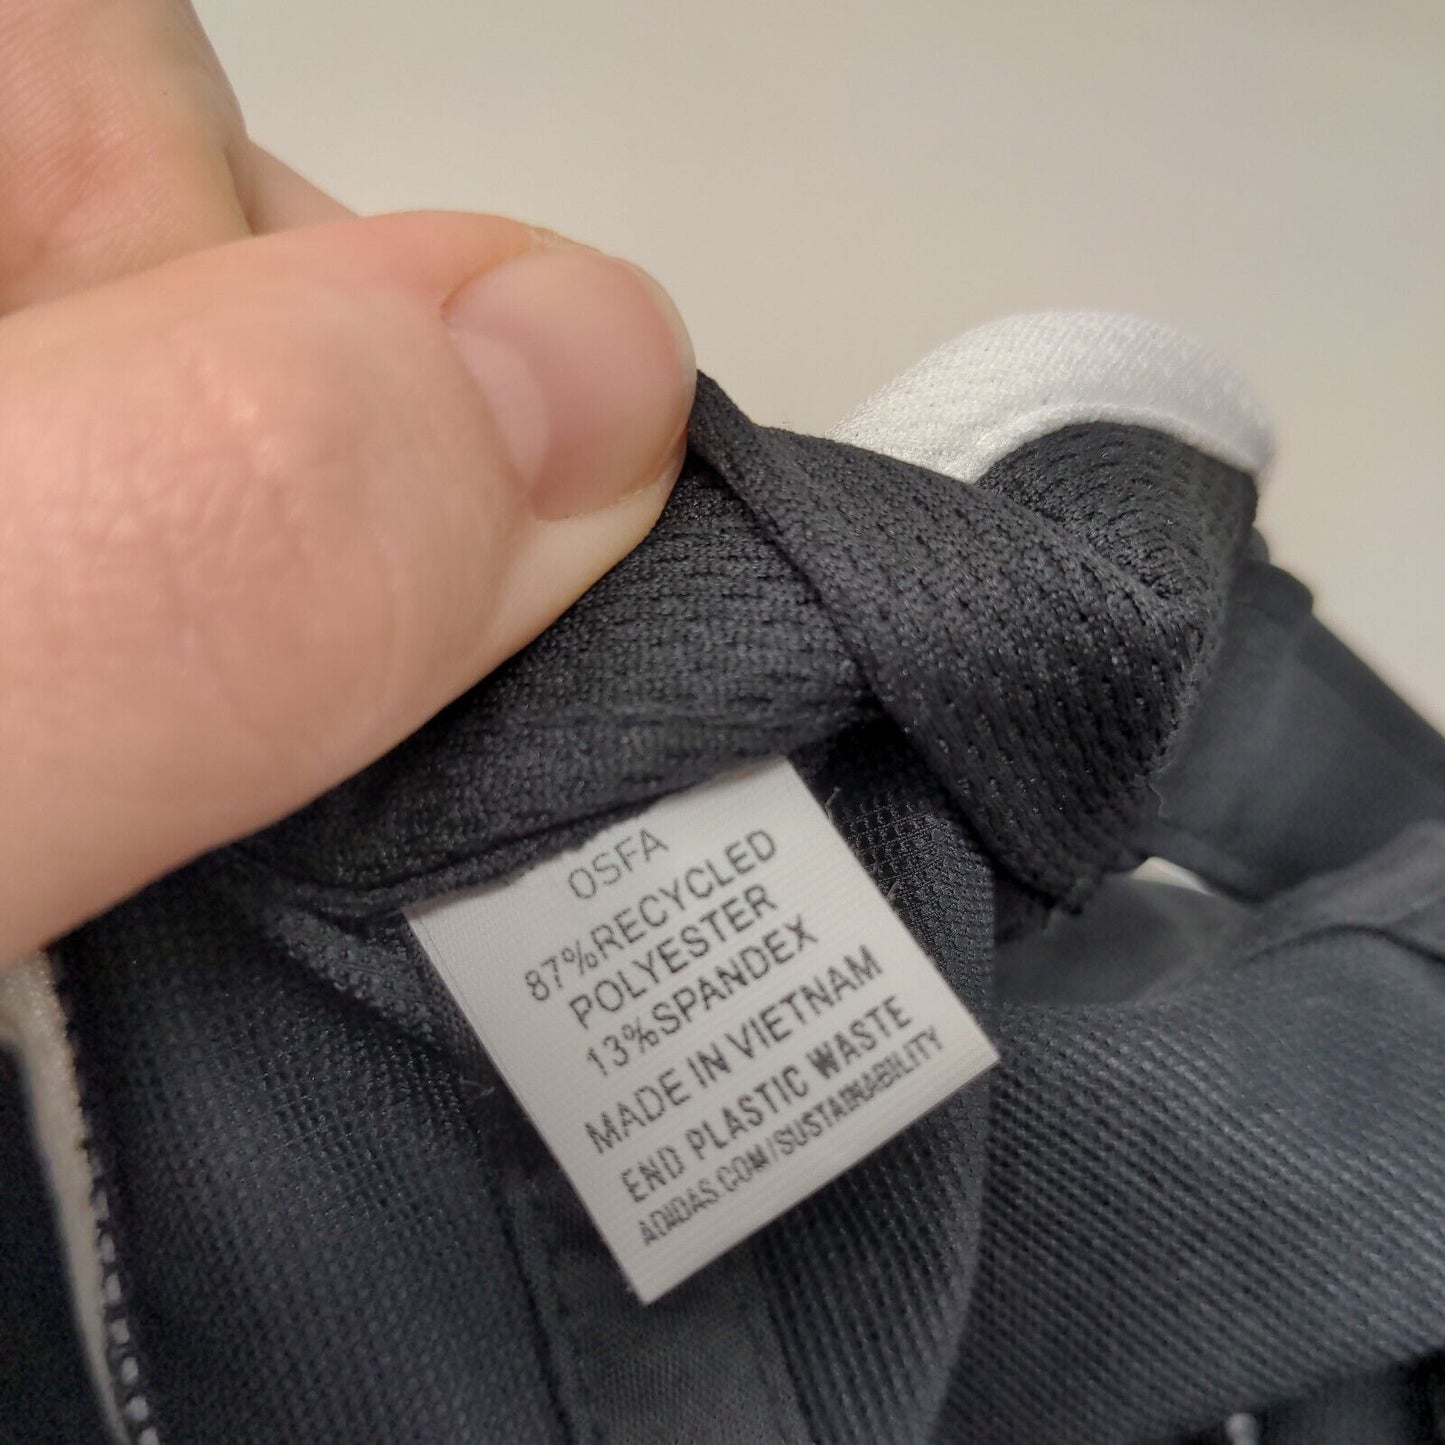 OSFA
87%RECYCLED
POLYESTER
13%SPANDEX
MADE IN VIETNAM
END PLASTIC WASTE
ADIDAS.COM/SUSTAINABILITY